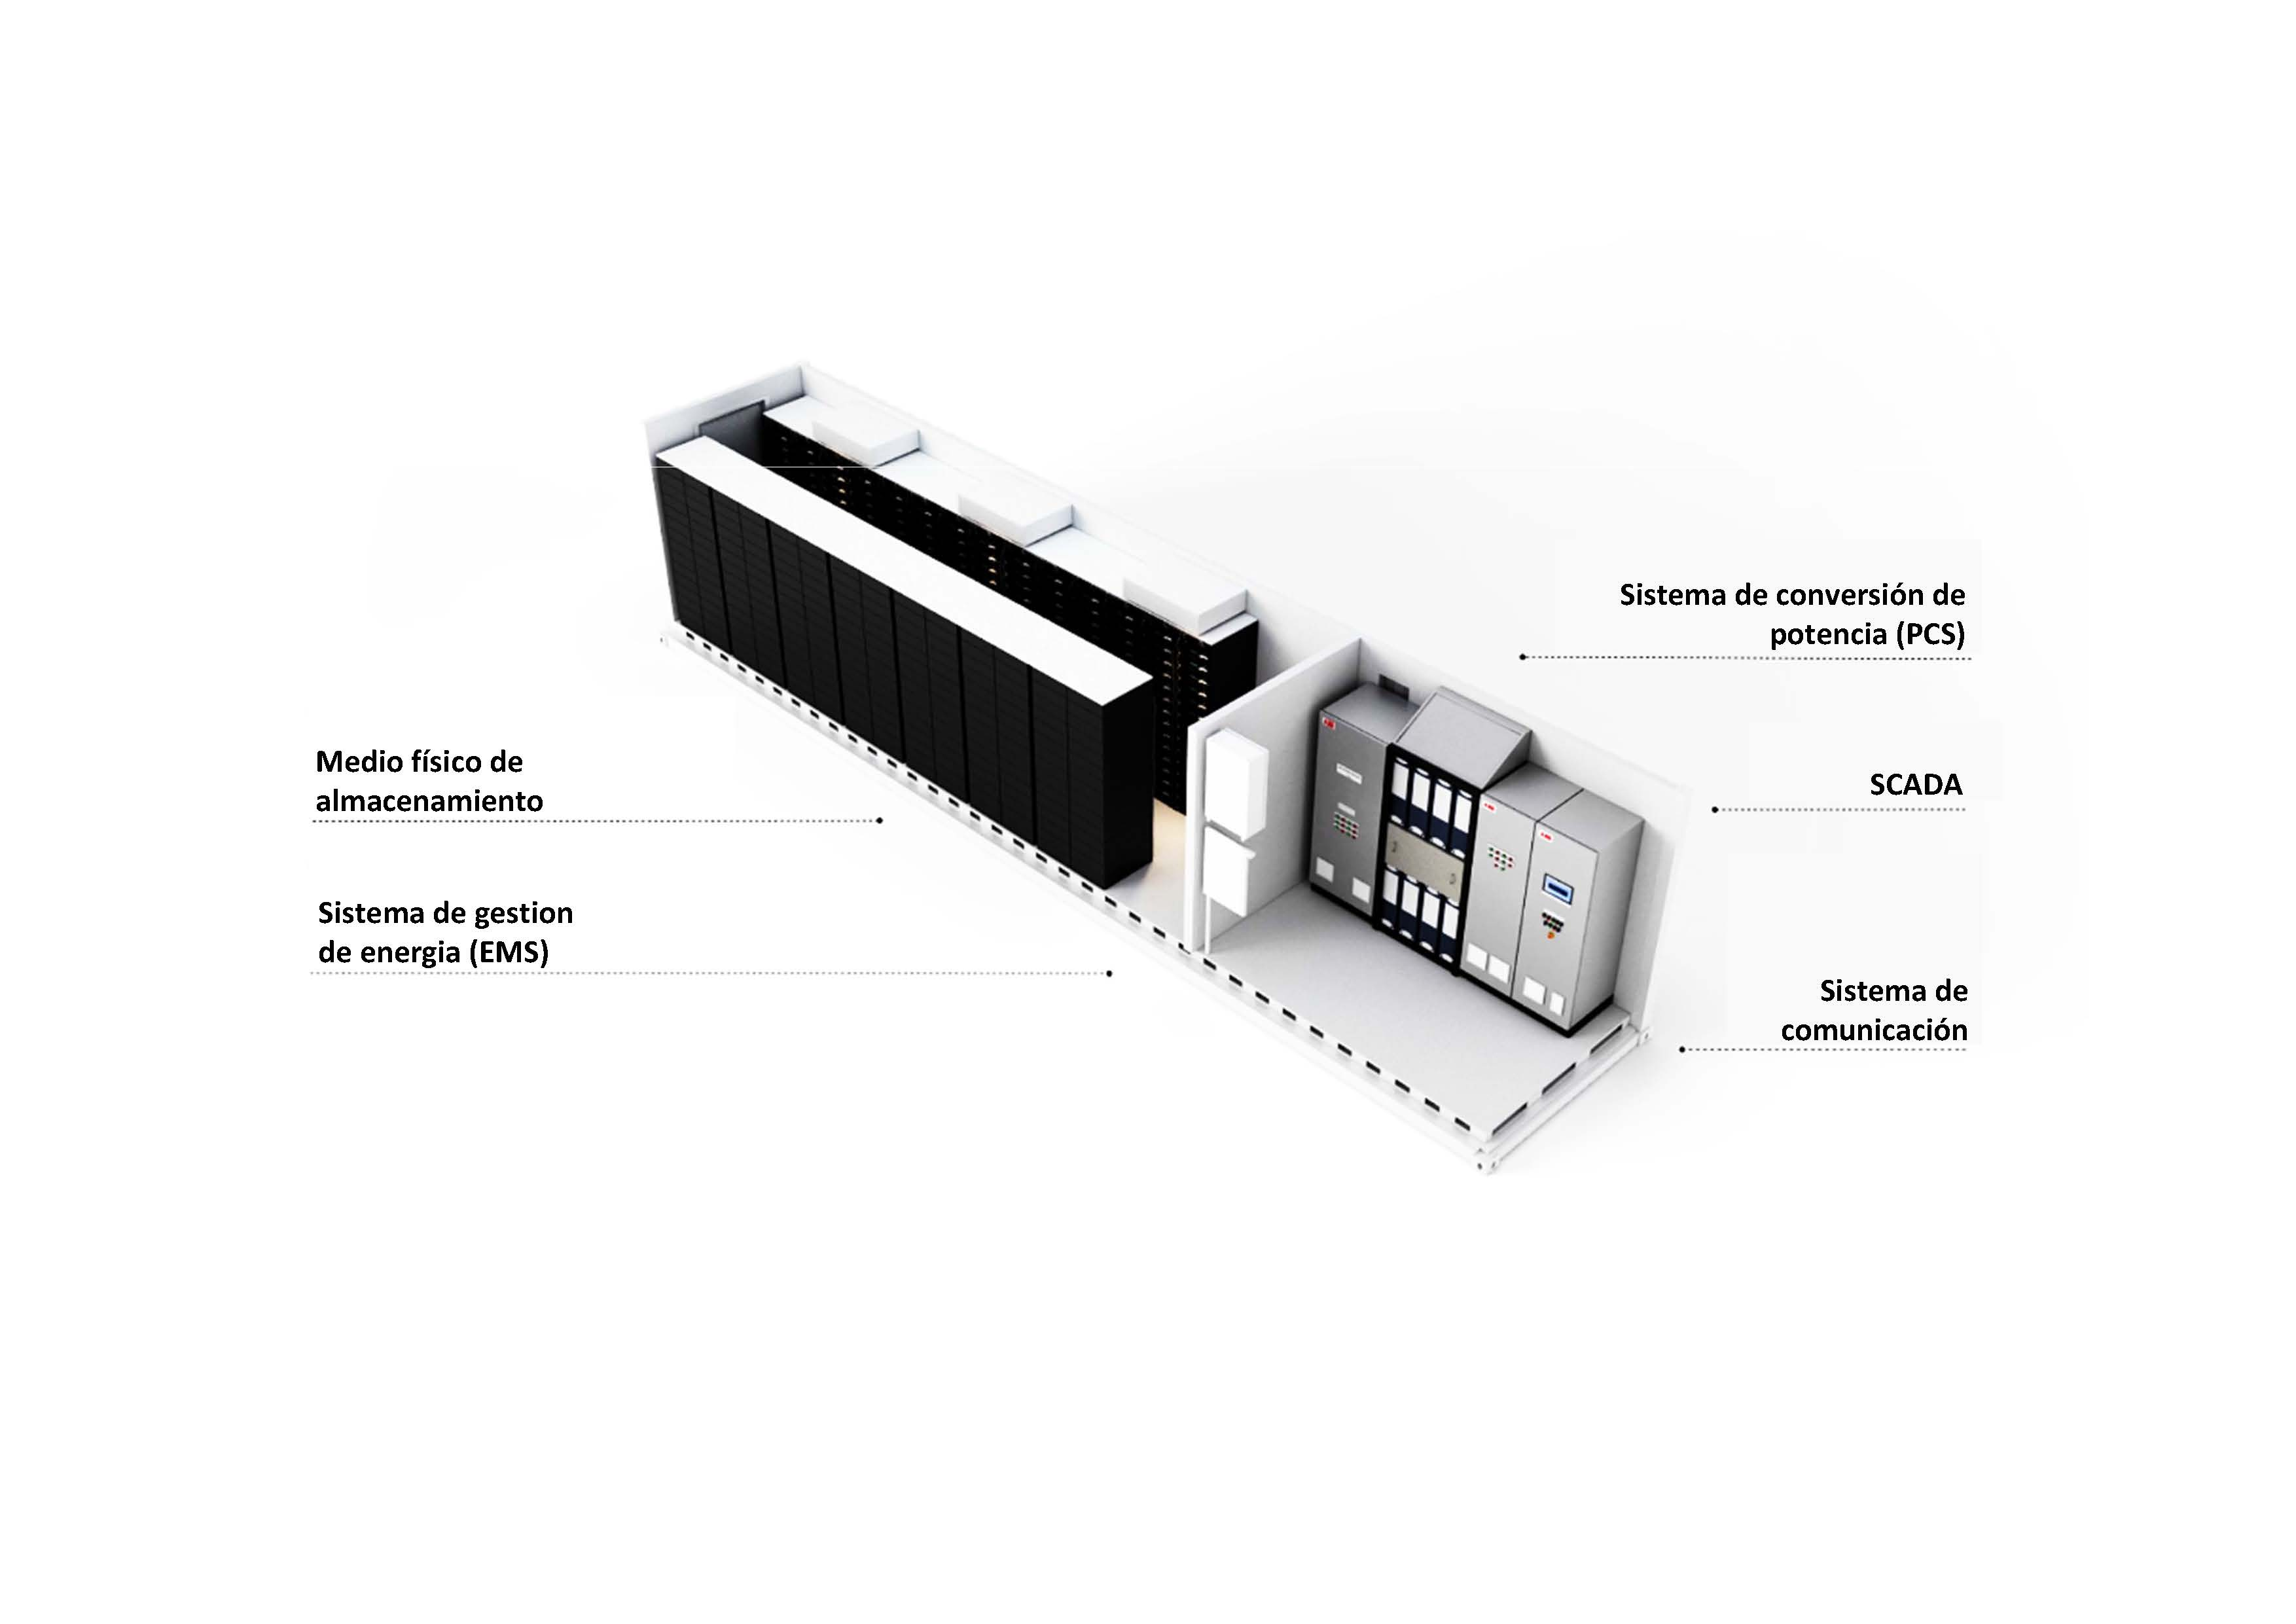 Sistema de conversión de
potencia (PCS)
Medio físico de
almacenamiento
SCADA
Sistema de gestion
de energia (EMS)
Sistema de
comunicación